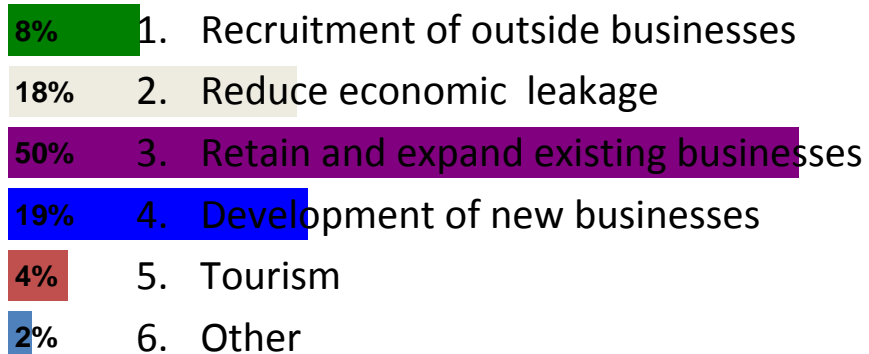 8% 1. Recruitment of outside businesses
18% 2. Reduce economic leakage
50% 3. Retain and expand existing businesses
19% 4. Development of new businesses
4% 5. Tourism
2% 6. Other